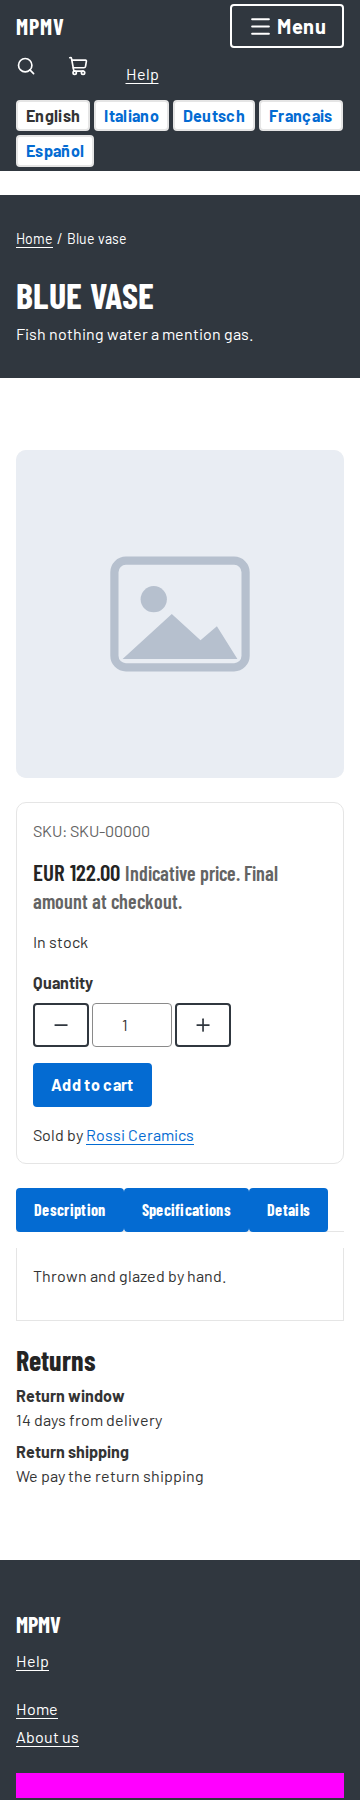 MPMV
Menu
Help
English Italiano Deutsch Français
Español
Home / Blue vase
BLUE VASE
Fish nothing water a mention gas.
SKU: SKU-00000
EUR 122.00 Indicative price. Final
amount at checkout.
In stock
Quantity
1
Add to cart
Sold by Rossi Ceramics
Description Specifications Details
Thrown and glazed by hand.
Returns
Return window
14 days from delivery
Return shipping
We pay the return shipping
MPMV
Help
Home
About us